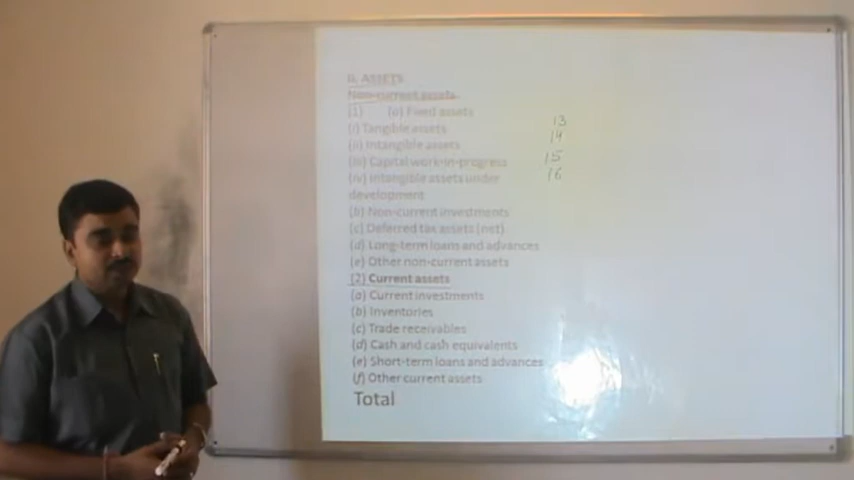 II. ASSETS
Non-current assets
(1) (a) Fixed assets
(i) Tangible assets 13
(ii) Intangible assets 14
(iii) Capital work-in-progress 15
(iv) Intangible assets under 16
development
(b) Non-current investments
(c) Deferred tax assets (net)
(d) Long-term loans and advances
(e) Other non-current assets
(2) Current assets
(a) Current investments
(b) Inventories
(c) Trade receivables
(d) Cash and cash equivalents
(e) Short-term loans and advances
(f) Other current assets
Total